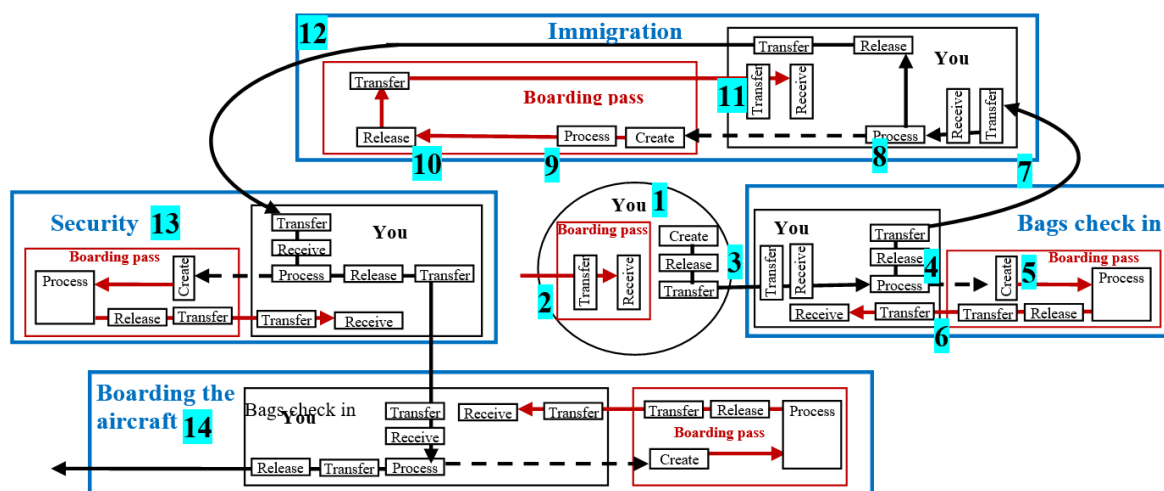 12
Immigration
Transfer
Release
You
Transfer
Boarding pass
11
Transfer
Receive
Receive
Transfer
Release
Process
Create
Process
10
9
8
7
Security 13
Transfer
You
Receive
Boarding pass
Process
Create
Process
Release
Transfer
Release
Transfer
Transfer
Receive
You 1
Boarding pass
Create
Release
Transfer
Transfer
Receive
2
3
Bags check in
You
Transfer
Receive
Transfer
Release
Process
4
Boarding pass
Create
5
Process
Receive
Transfer
Transfer
Release
6
Boarding the
aircraft 14
Bags check in
You
Transfer
Receive
Process
Transfer
Release
Receive
Transfer
Transfer
Release
Process
Boarding pass
Create